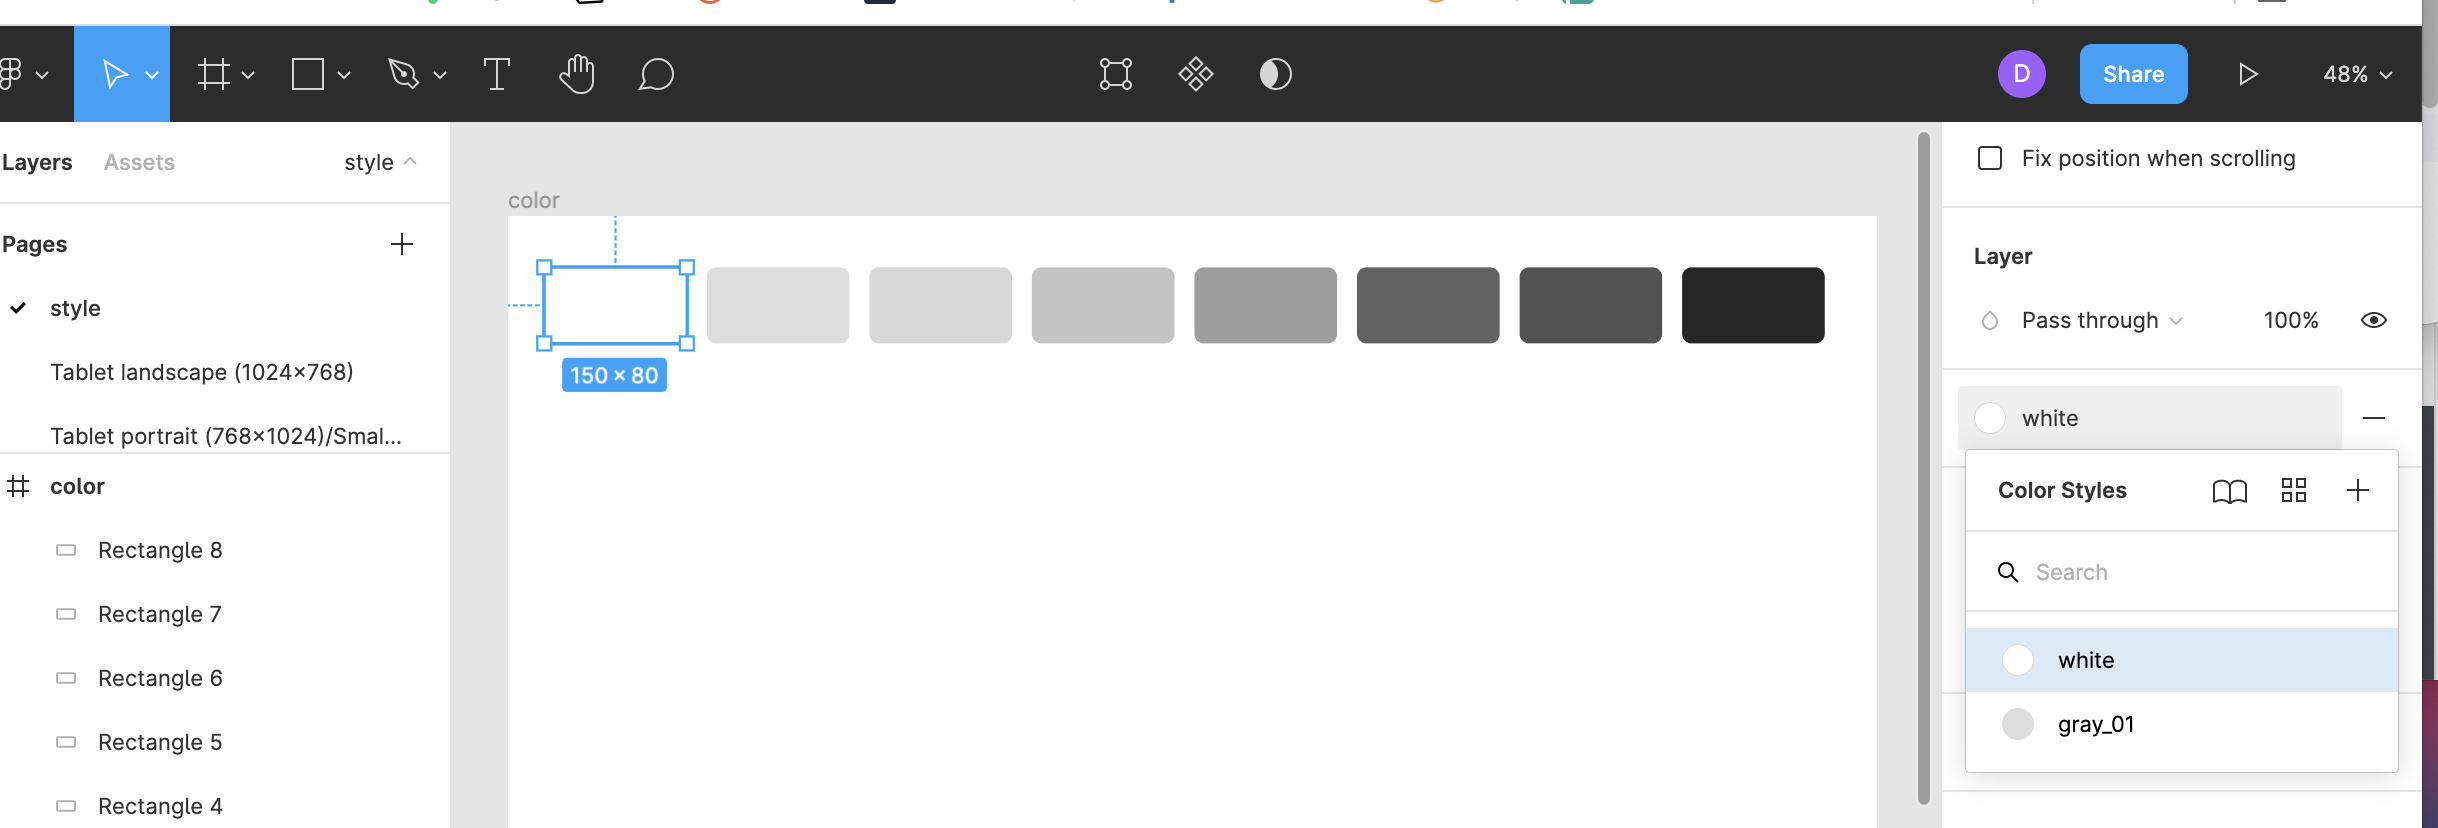 D
Share
48%
Layers
Assets
style
Pages
style
Tablet landscape (1024×768)
Tablet portrait (768×1024)/Smal...
color
Rectangle 8
Rectangle 7
Rectangle 6
Rectangle 5
Rectangle 4
color
150 × 80
Fix position when scrolling
Layer
Pass through
100%
white
Color Styles
Search
white
gray_01